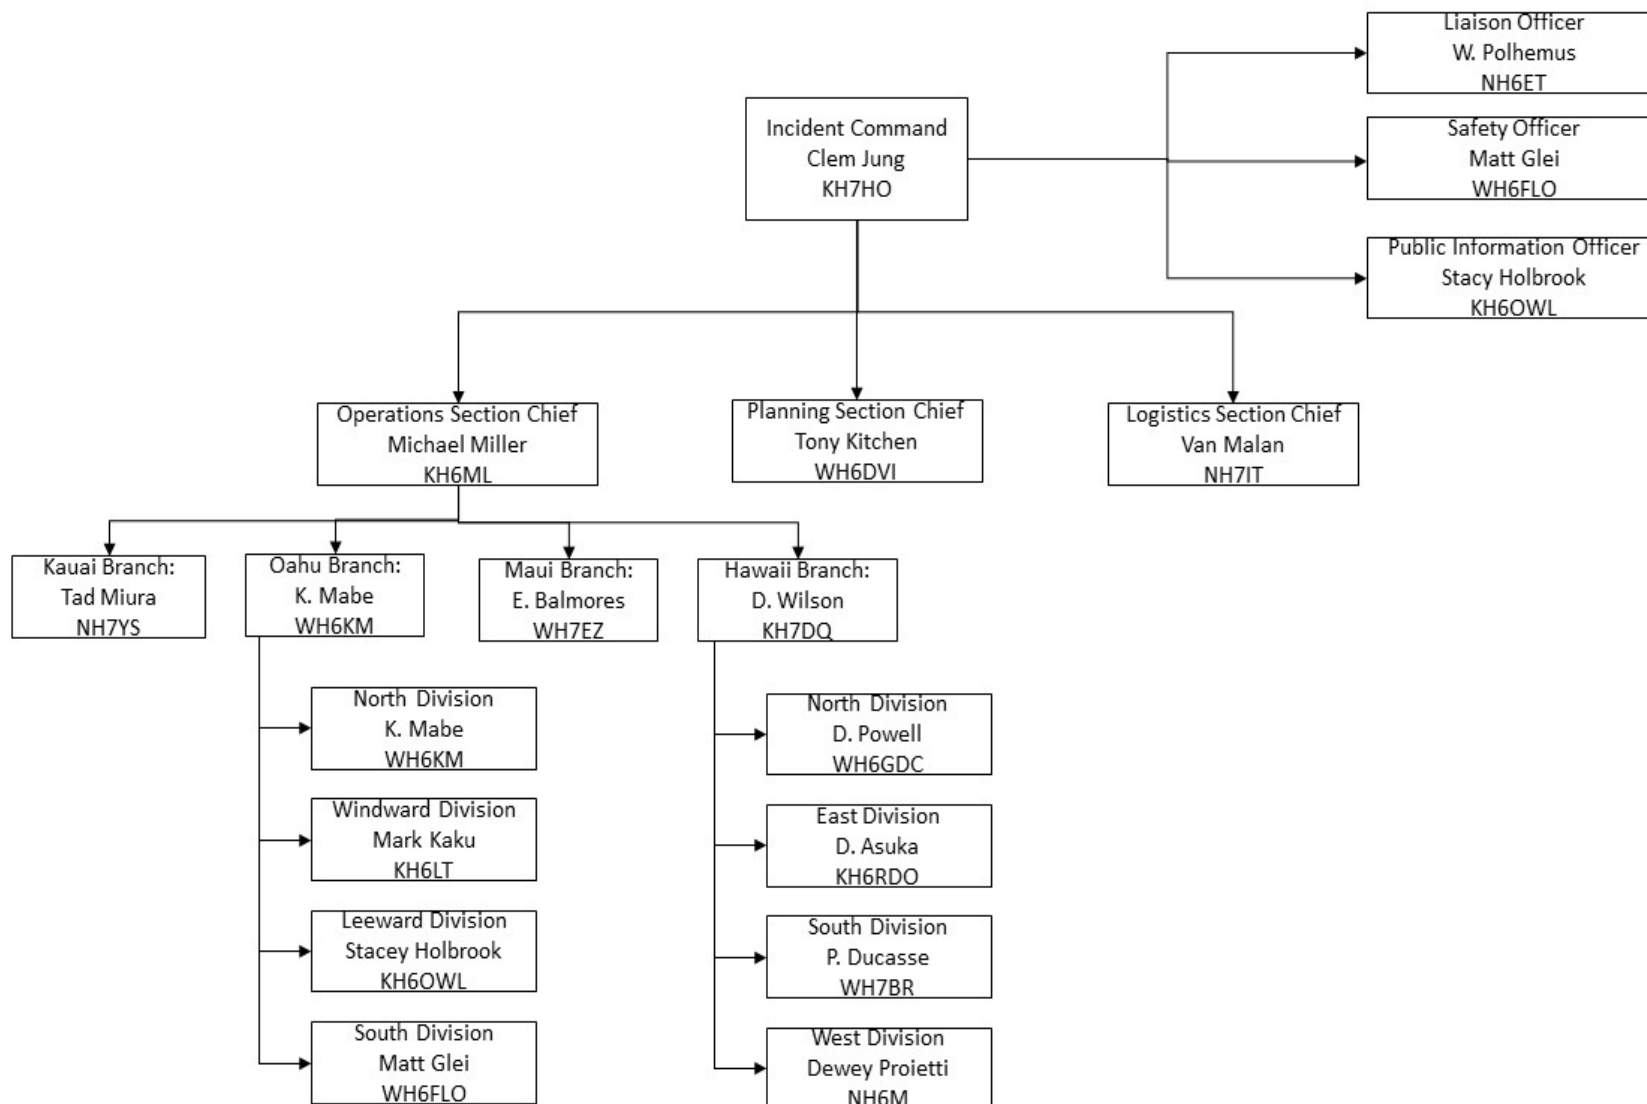 Liaison Officer
W. Polhemus
NH6ET
Incident Command
Clem Jung
KH7HO
Safety Officer
Matt Glei
WH6FLO
Public Information Officer
Stacy Holbrook
KH6OWL
Operations Section Chief
Michael Miller
KH6ML
Planning Section Chief
Tony Kitchen
WH6DVI
Logistics Section Chief
Van Malan
NH7IT
Kauai Branch:
Tad Miura
NH7YS
Oahu Branch:
K. Mabe
WH6KM
Maui Branch:
E. Balmores
WH7EZ
Hawaii Branch:
D. Wilson
KH7DQ
North Division
K. Mabe
WH6KM
Windward Division
Mark Kaku
KH6LT
Leeward Division
Stacey Holbrook
KH6OWL
South Division
Matt Glei
WH6FLO
North Division
D. Powell
WH6GDC
East Division
D. Asuka
KH6RDO
South Division
P. Ducasse
WH7BR
West Division
Dewey Proietti
NH6M